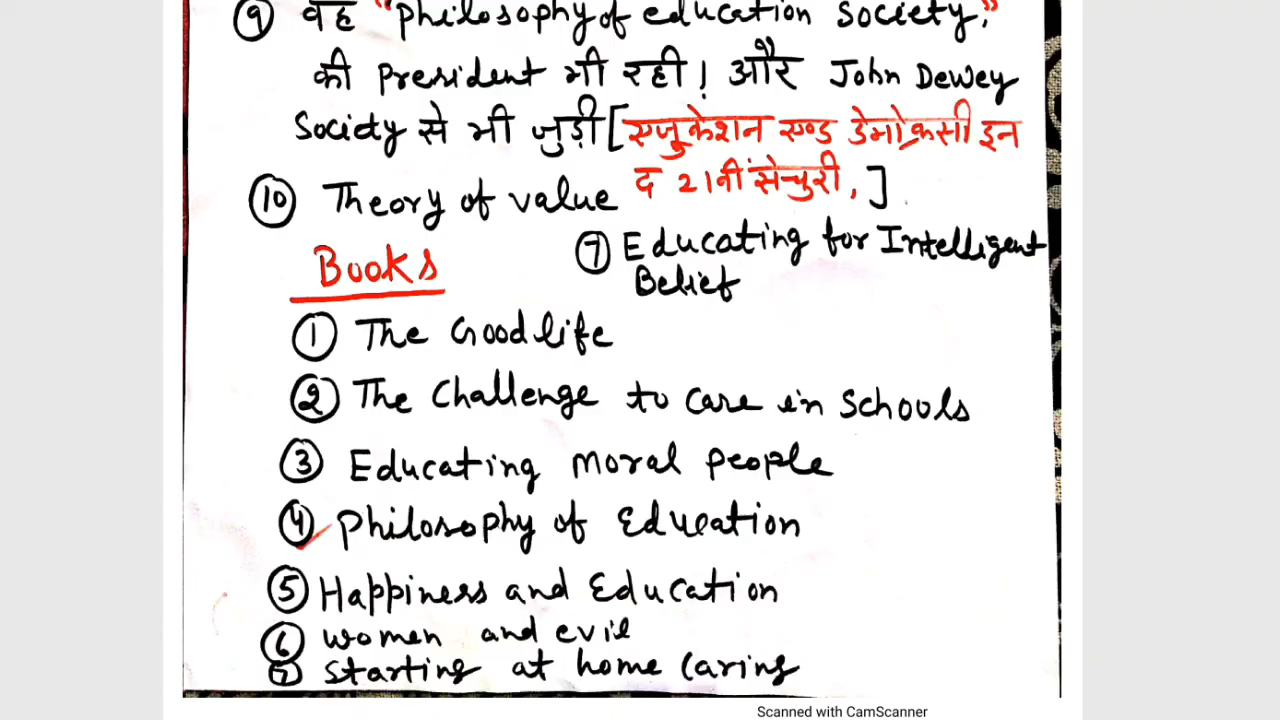 ⑨ वह "Philosophy of education Society,"
की President भी रही! और John Dewey
Society से भी जुड़ी [एजुकेशन एण्ड डेमोक्रसी इन
द 21वीं सेन्चुरी,]
⑩ Theory of value
Books
⑦ Educating for Intelligent
Belief
① The Good life
② The Challenge to care in Schools
③ Educating moral people
④ Philosophy of Education
⑤ Happiness and Education
⑥ women and evil
⑦ Starting at home Caring
Scanned with CamScanner